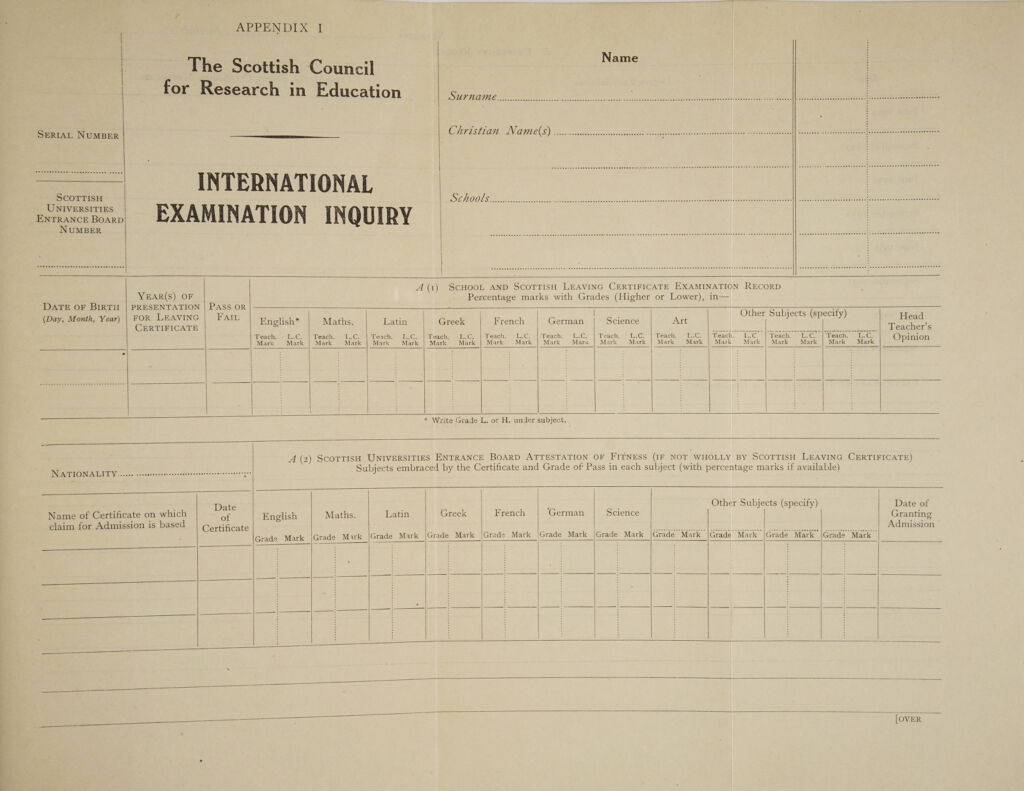 APPENDIX I
The Scottish Council
for Research in Education
INTERNATIONAL
EXAMINATION INQUIRY
SERIAL NUMBER
SCOTTISH
UNIVERSITIES
ENTRANCE BOARD
NUMBER
Name
Surname
Christian Name(s)
Schools
DATE OF BIRTH
(Day, Month, Year)
YEAR(S) OF
PRESENTATION
FOR LEAVING
CERTIFICATE
PASS OR
FAIL
A (1) SCHOOL AND SCOTTISH LEAVING CERTIFICATE EXAMINATION RECORD
Percentage marks with Grades (Higher or Lower), in—
English* Maths. Latin Greek French German Science Art Other Subjects (specify)
Head
Teacher's
Opinion
Teach. L.C. Teach. L.C. Teach. L.C. Teach. L.C. Teach. L.C. Teach. L.C. Teach. L.C. Teach. L.C. Teach. L.C. Teach. L.C. Teach. L.C.
Mark Mark Mark Mark Mark Mark Mark Mark Mark Mark Mark Mark Mark Mark Mark Mark Mark Mark Mark Mark Mark Mark
* Write Grade L. or H. under subject.
NATIONALITY
A (2) SCOTTISH UNIVERSITIES ENTRANCE BOARD ATTESTATION OF FITNESS (IF NOT WHOLLY BY SCOTTISH LEAVING CERTIFICATE)
Subjects embraced by the Certificate and Grade of Pass in each subject (with percentage marks if available)
Name of Certificate on which
claim for Admission is based
Date
of
Certificate
English Maths. Latin Greek French German Science Other Subjects (specify)
Date of
Granting
Admission
Grade Mark Grade Mark Grade Mark Grade Mark Grade Mark Grade Mark Grade Mark Grade Mark Grade Mark Grade Mark Grade Mark
[OVER